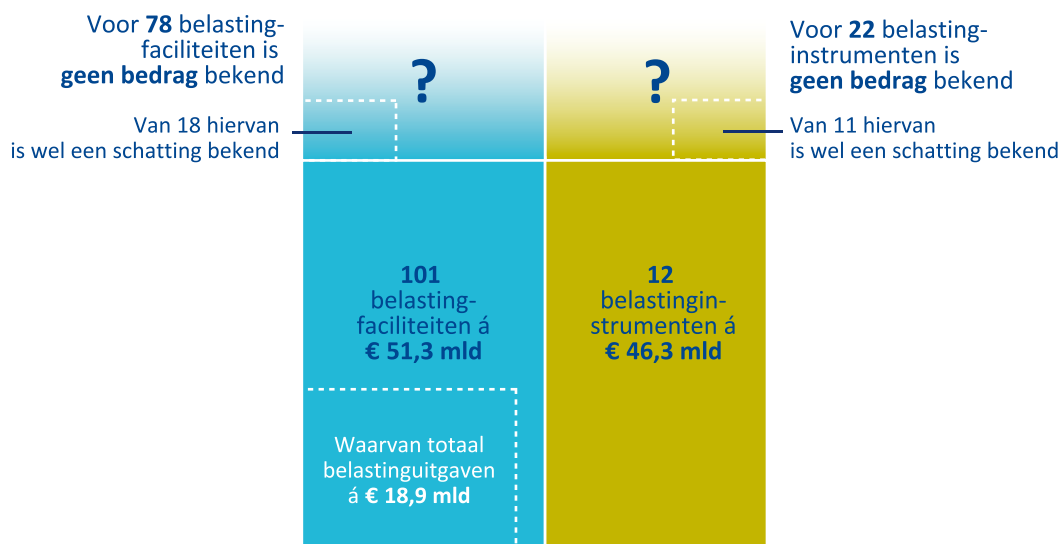 Voor 78 belasting-
faciliteiten is
geen bedrag bekend
Van 18 hiervan
is wel een schatting bekend
?
?
Voor 22 belasting-
instrumenten is
geen bedrag bekend
Van 11 hiervan
is wel een schatting bekend
101
belasting-
faciliteiten á
€ 51,3 mld
12
belastingin-
strumenten á
€ 46,3 mld
Waarvan totaal
belastinguitgaven
á € 18,9 mld